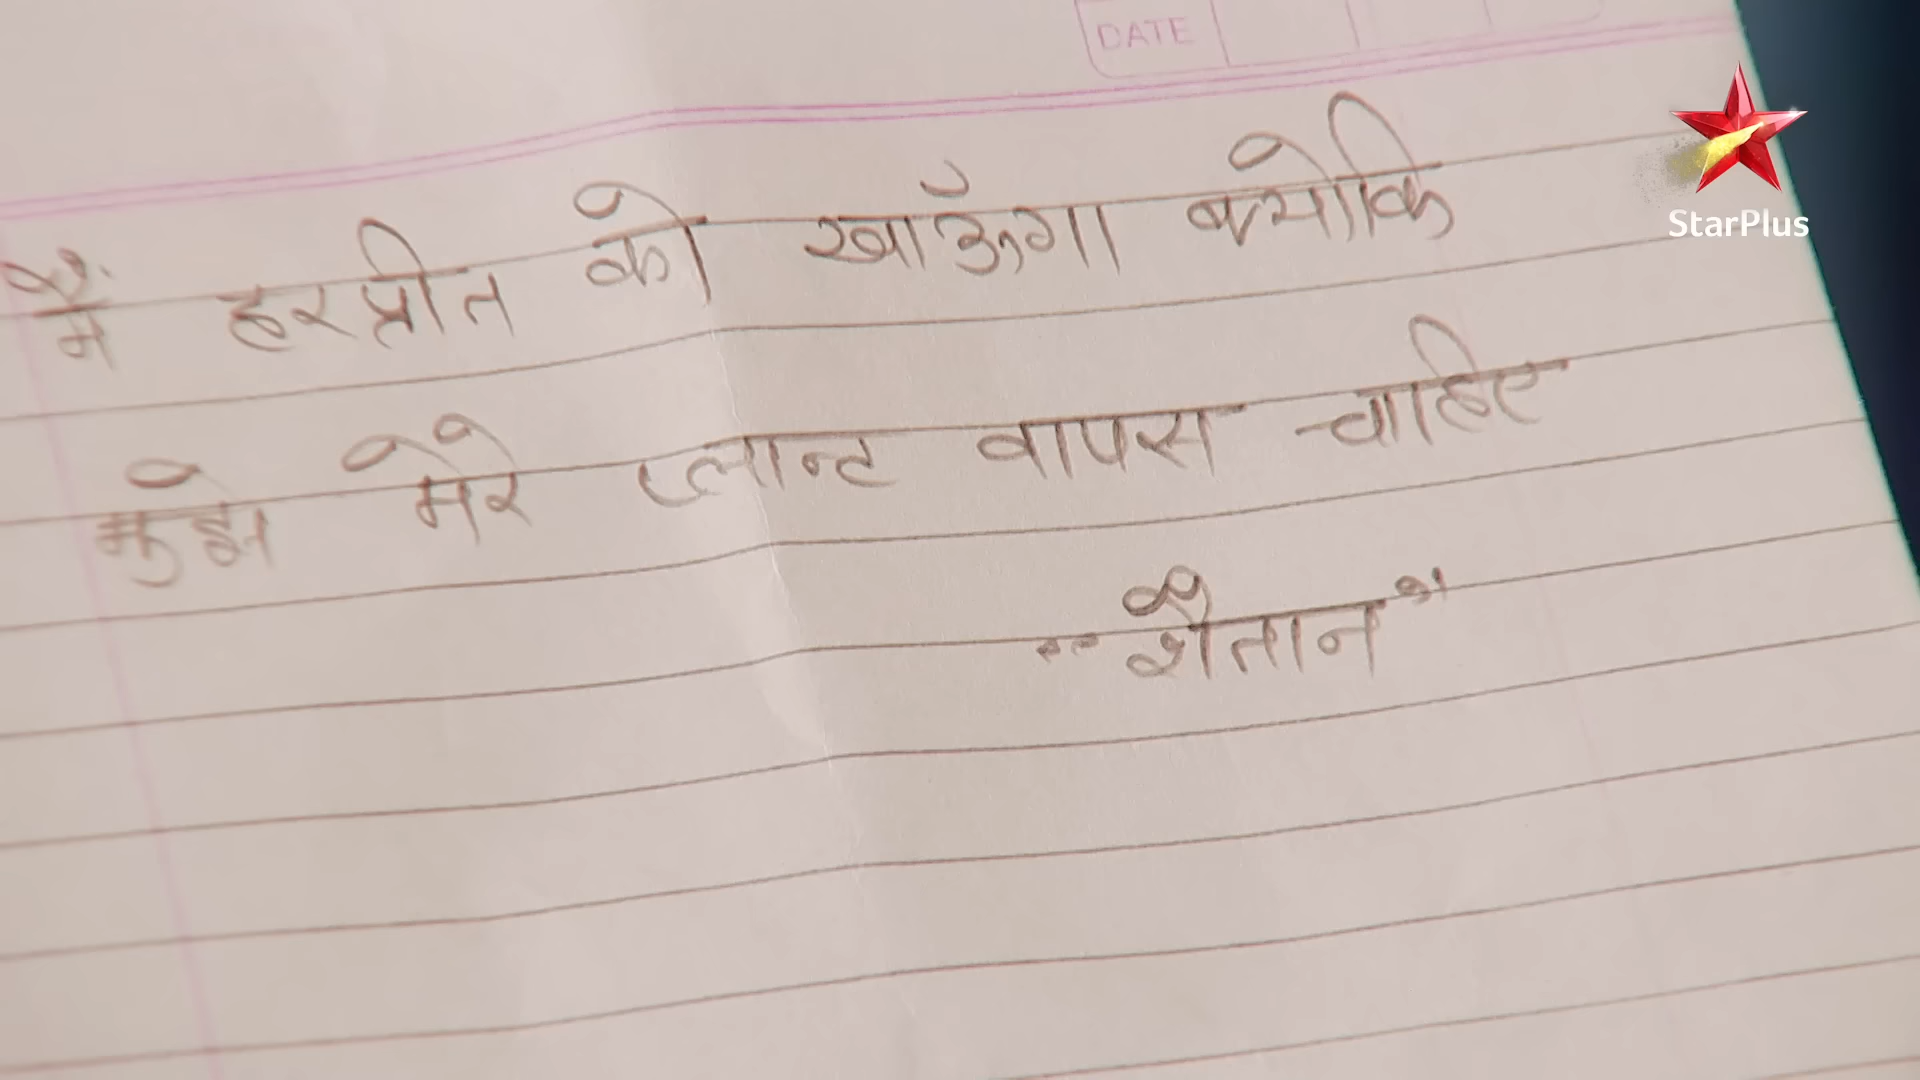 DATE
StarPlus
मैं हरप्रीत को खाऊँगा क्योकि
मुझे मेरे प्लान्ट वापस चाहिए
"शैतान"